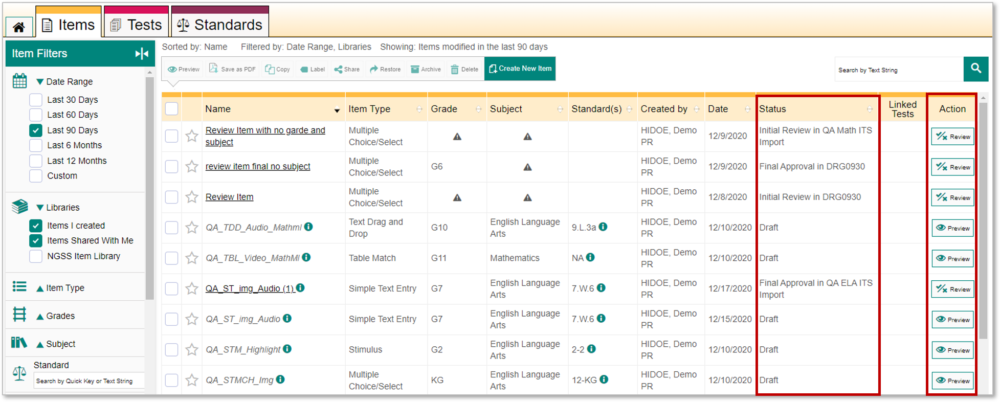 Items
Tests
Standards
Item Filters
Date Range
Last 30 Days
Last 60 Days
Last 90 Days
Last 6 Months
Last 12 Months
Custom
Libraries
Items I created
Items Shared With Me
NGSS Item Library
Item Type
Grades
Subject
Standard
Search by Quick Key or Text String
Sorted by: Name Filtered by: Date Range, Libraries Showing: Items modified in the last 90 days
Preview Save as PDF Copy Label Share Restore Archive Delete Create New Item
Search by Text String
Name Item Type Grade Subject Standard(s) Created by Date Status Linked Action
Tests
Review Item with no garde and Multiple HIDOE, Demo 12/9/2020 Initial Review in QA Math ITS Review
subject Choice/Select PR Import
review item final no subject Multiple G6 HIDOE, Demo 12/9/2020 Final Approval in DRG0930 Review
Choice/Select PR
Review Item Multiple HIDOE, Demo 12/8/2020 Initial Review in DRG0930 Review
Choice/Select PR
QA_TDD_Audio_Mathml Text Drag and G10 English Language 9.L.3a HIDOE, Demo 12/10/2020 Draft Preview
Drop Arts PR
QA_TBL_Video_MathMl Table Match G11 Mathematics NA HIDOE, Demo 12/10/2020 Draft Preview
PR
QA_ST_img_Audio (1) Simple Text Entry G7 English Language 7.W.6 HIDOE, Demo 12/17/2020 Final Approval in QA ELA ITS Review
Arts PR Import
QA_ST_img_Audio Simple Text Entry G7 English Language 7.W.6 HIDOE, Demo 12/15/2020 Draft Preview
Arts PR
QA_STM_Highlight Stimulus G2 English Language 2-2 HIDOE, Demo 12/10/2020 Draft Preview
Arts PR
QA_STMCH_Img Multiple KG English Language 12-KG HIDOE, Demo 12/10/2020 Draft Preview
Choice/Select Arts PR